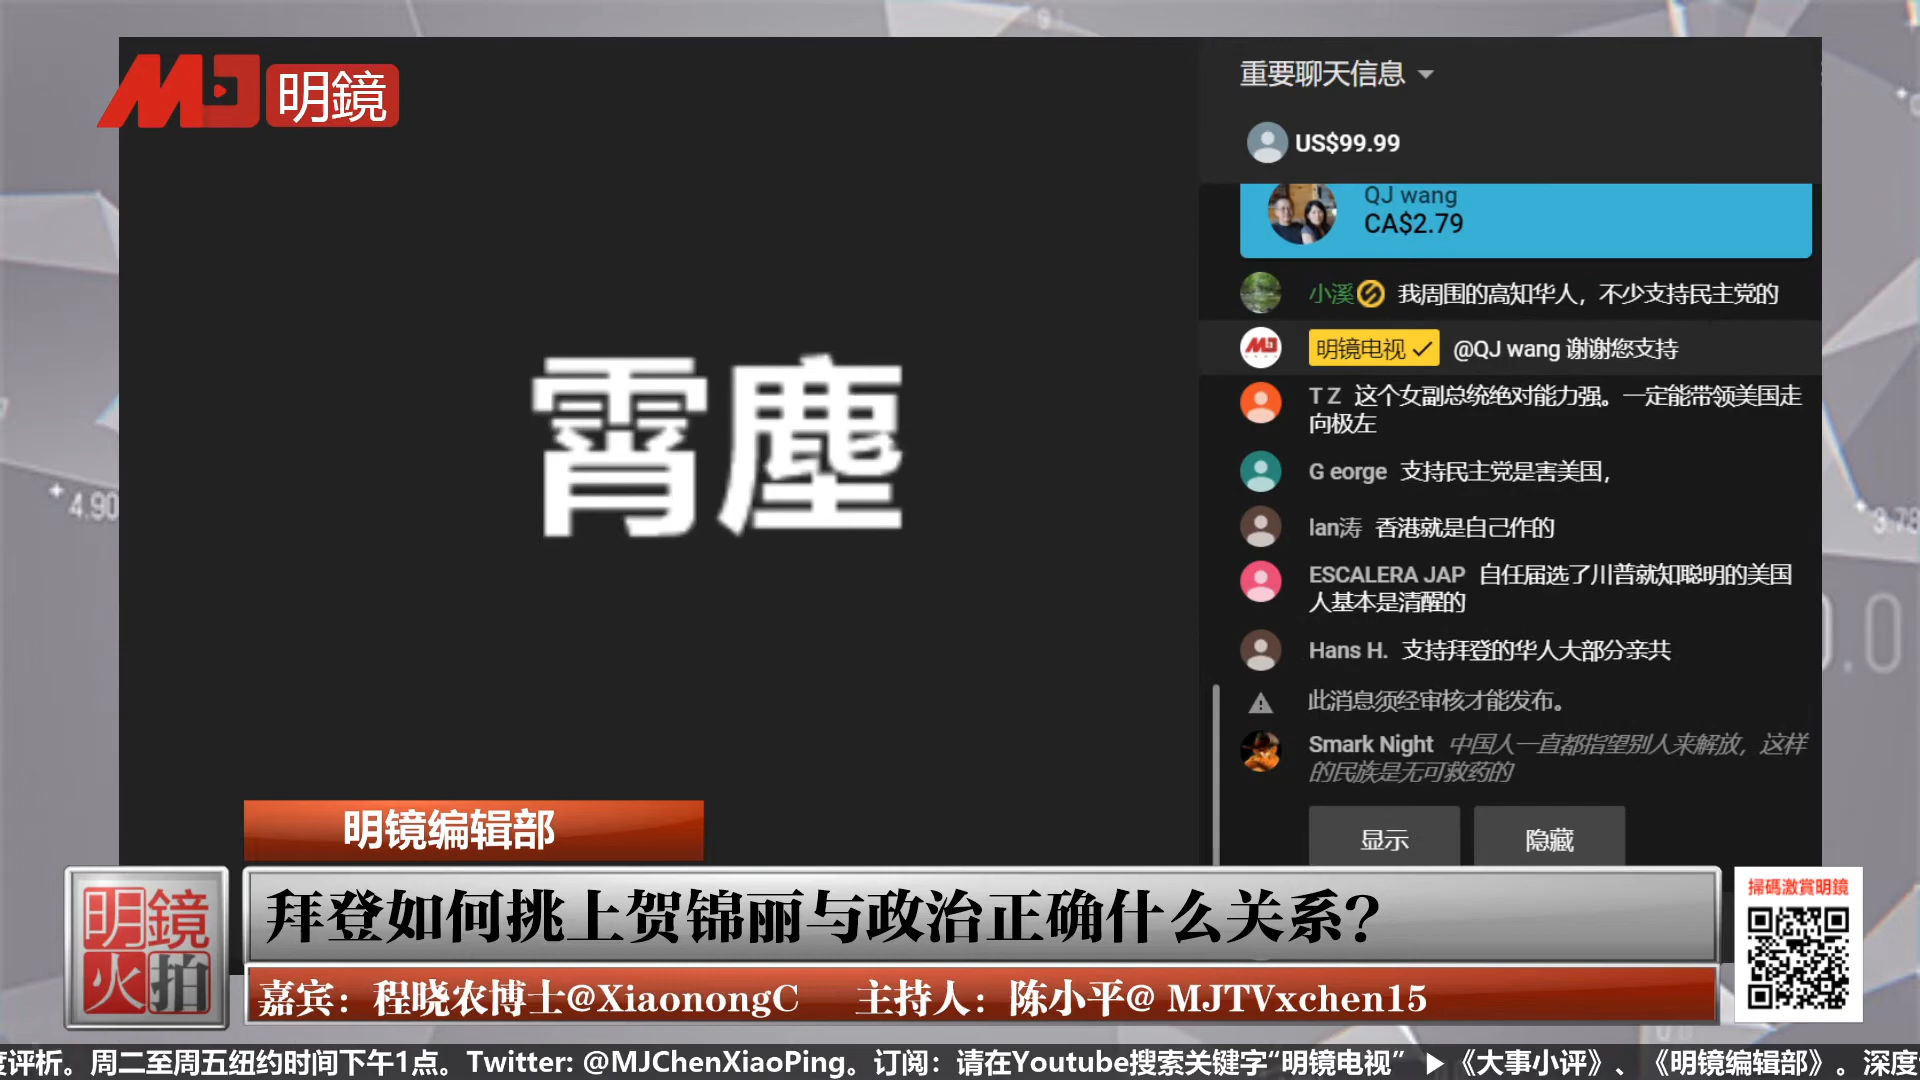 MJ 明鏡
重要聊天信息
US$99.99
QJ wang
CA$2.79
小溪 我周围的高知华人，不少支持民主党的
明镜电视 @QJ wang 谢谢您支持
T Z 这个女副总统绝对能力强。一定能带领美国走
向极左
G eorge 支持民主党是害美国，
lan涛 香港就是自己作的
ESCALERA JAP 自任届选了川普就知聪明的美国
人基本是清醒的
Hans H. 支持拜登的华人大部分亲共
此消息须经审核才能发布。
Smark Night 中国人一直都指望别人来解放，这样
的民族是无可救药的
显示 隐藏
霄塵
4.90
3.78
明镜编辑部
明鏡
火拍
拜登如何挑上贺锦丽与政治正确什么关系？
嘉宾：程晓农博士@XiaonongC 主持人：陈小平@ MJTVxchen15
掃碼激賞明鏡
度评析。周二至周五纽约时间下午1点。Twitter: @MJChenXiaoPing。订阅：请在Youtube搜索关键字“明镜电视” ▶《大事小评》、《明镜编辑部》。深度